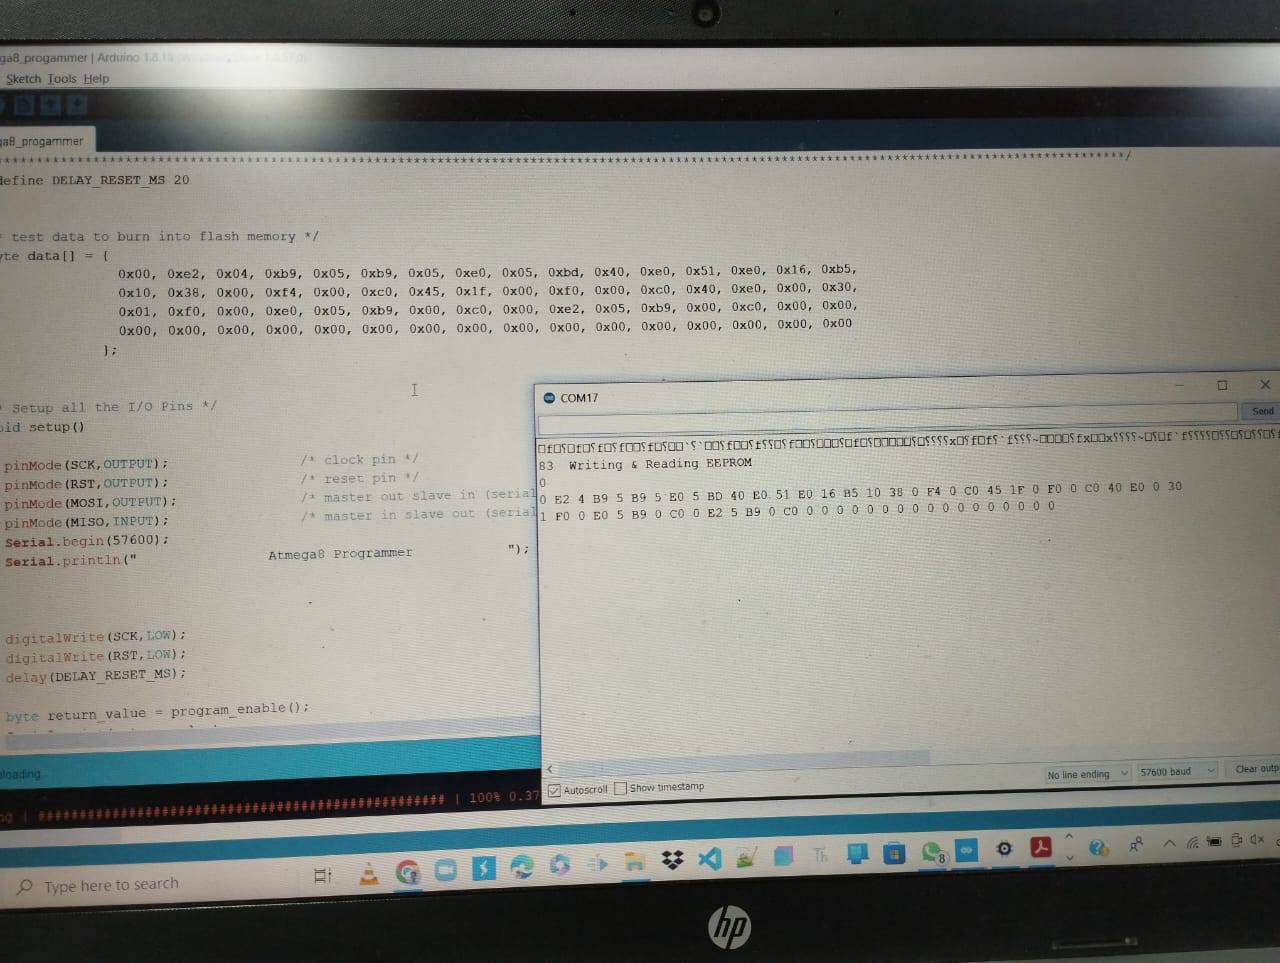 ga8_progammer | Arduino 1.8.19
Sketch Tools Help
ga8_progammer
***********************************************************************************/
define DELAY_RESET_MS 20
test data to burn into flash memory */
te data[] = {
0x00, 0xe2, 0x04, 0xb9, 0x05, 0xb9, 0x05, 0xe0, 0x05, 0xbd, 0x40, 0xe0, 0x51, 0xe0, 0x16, 0xb5,
0x10, 0x38, 0x00, 0xf4, 0x00, 0xc0, 0x45, 0x1f, 0x00, 0xf0, 0x00, 0xc0, 0x40, 0xe0, 0x00, 0x30,
0x01, 0xf0, 0x00, 0xe0, 0x05, 0xb9, 0x00, 0xc0, 0x00, 0xe2, 0x05, 0xb9, 0x00, 0xc0, 0x00, 0x00,
0x00, 0x00, 0x00, 0x00, 0x00, 0x00, 0x00, 0x00, 0x00, 0x00, 0x00, 0x00, 0x00, 0x00, 0x00, 0x00
};
Setup all the I/O Pins */
id setup()
pinMode(SCK,OUTPUT); /* clock pin */
pinMode(RST,OUTPUT); /* reset pin */
pinMode(MOSI,OUTPUT); /* master out slave in (serial
pinMode(MISO,INPUT); /* master in slave out (serial
Serial.begin(57600);
Serial.println(" Atmega8 Programmer ");
digitalWrite(SCK,LOW);
digitalWrite(RST,LOW);
delay(DELAY_RESET_MS);
byte return_value = program_enable();
loading
ng | ################################################## | 100% 0.37
COM17
Send
83 Writing & Reading EEPROM
0
0 E2 4 B9 5 B9 5 E0 5 BD 40 E0 51 E0 16 B5 10 38 0 F4 0 C0 45 1F 0 F0 0 C0 40 E0 0 30
1 F0 0 E0 5 B9 0 C0 0 E2 5 B9 0 C0 0 0 0 0 0 0 0 0 0 0 0 0 0 0 0 0 0 0
Autoscroll Show timestamp
No line ending
57600 baud
Clear outp
Type here to search
Th
8
hp